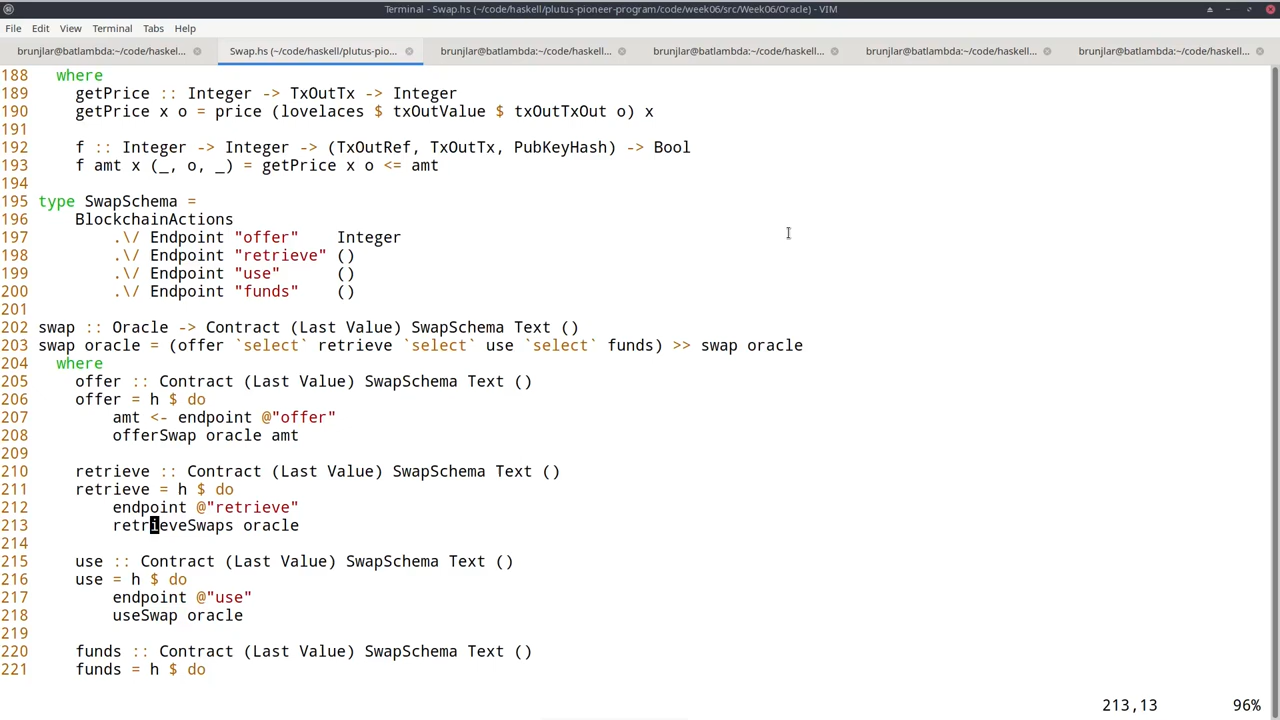 Terminal - Swap.hs (~/code/haskell/plutus-pioneer-program/code/week06/src/Week06/Oracle) - VIM
File Edit View Terminal Tabs Help
brunjlar@batlambda:~/code/haskel... Swap.hs (~/code/haskell/plutus-pio... brunjlar@batlambda:~/code/haskell... brunjlar@batlambda:~/code/haskell... brunjlar@batlambda:~/code/haskell... brunjlar@batlambda:~/code/haskell...
188   where
189     getPrice :: Integer -> TxOutTx -> Integer
190     getPrice x o = price (lovelaces $ txOutValue $ txOutTxOut o) x
191
192     f :: Integer -> Integer -> (TxOutRef, TxOutTx, PubKeyHash) -> Bool
193     f amt x (_, o, _) = getPrice x o <= amt
194
195 type SwapSchema =
196     BlockchainActions
197         .\/ Endpoint "offer"    Integer
198         .\/ Endpoint "retrieve" ()
199         .\/ Endpoint "use"      ()
200         .\/ Endpoint "funds"    ()
201
202 swap :: Oracle -> Contract (Last Value) SwapSchema Text ()
203 swap oracle = (offer `select` retrieve `select` use `select` funds) >> swap oracle
204   where
205     offer :: Contract (Last Value) SwapSchema Text ()
206     offer = h $ do
207         amt <- endpoint @"offer"
208         offerSwap oracle amt
209
210     retrieve :: Contract (Last Value) SwapSchema Text ()
211     retrieve = h $ do
212         endpoint @"retrieve"
213         retrieveSwaps oracle
214
215     use :: Contract (Last Value) SwapSchema Text ()
216     use = h $ do
217         endpoint @"use"
218         useSwap oracle
219
220     funds :: Contract (Last Value) SwapSchema Text ()
221     funds = h $ do
213,13 96%